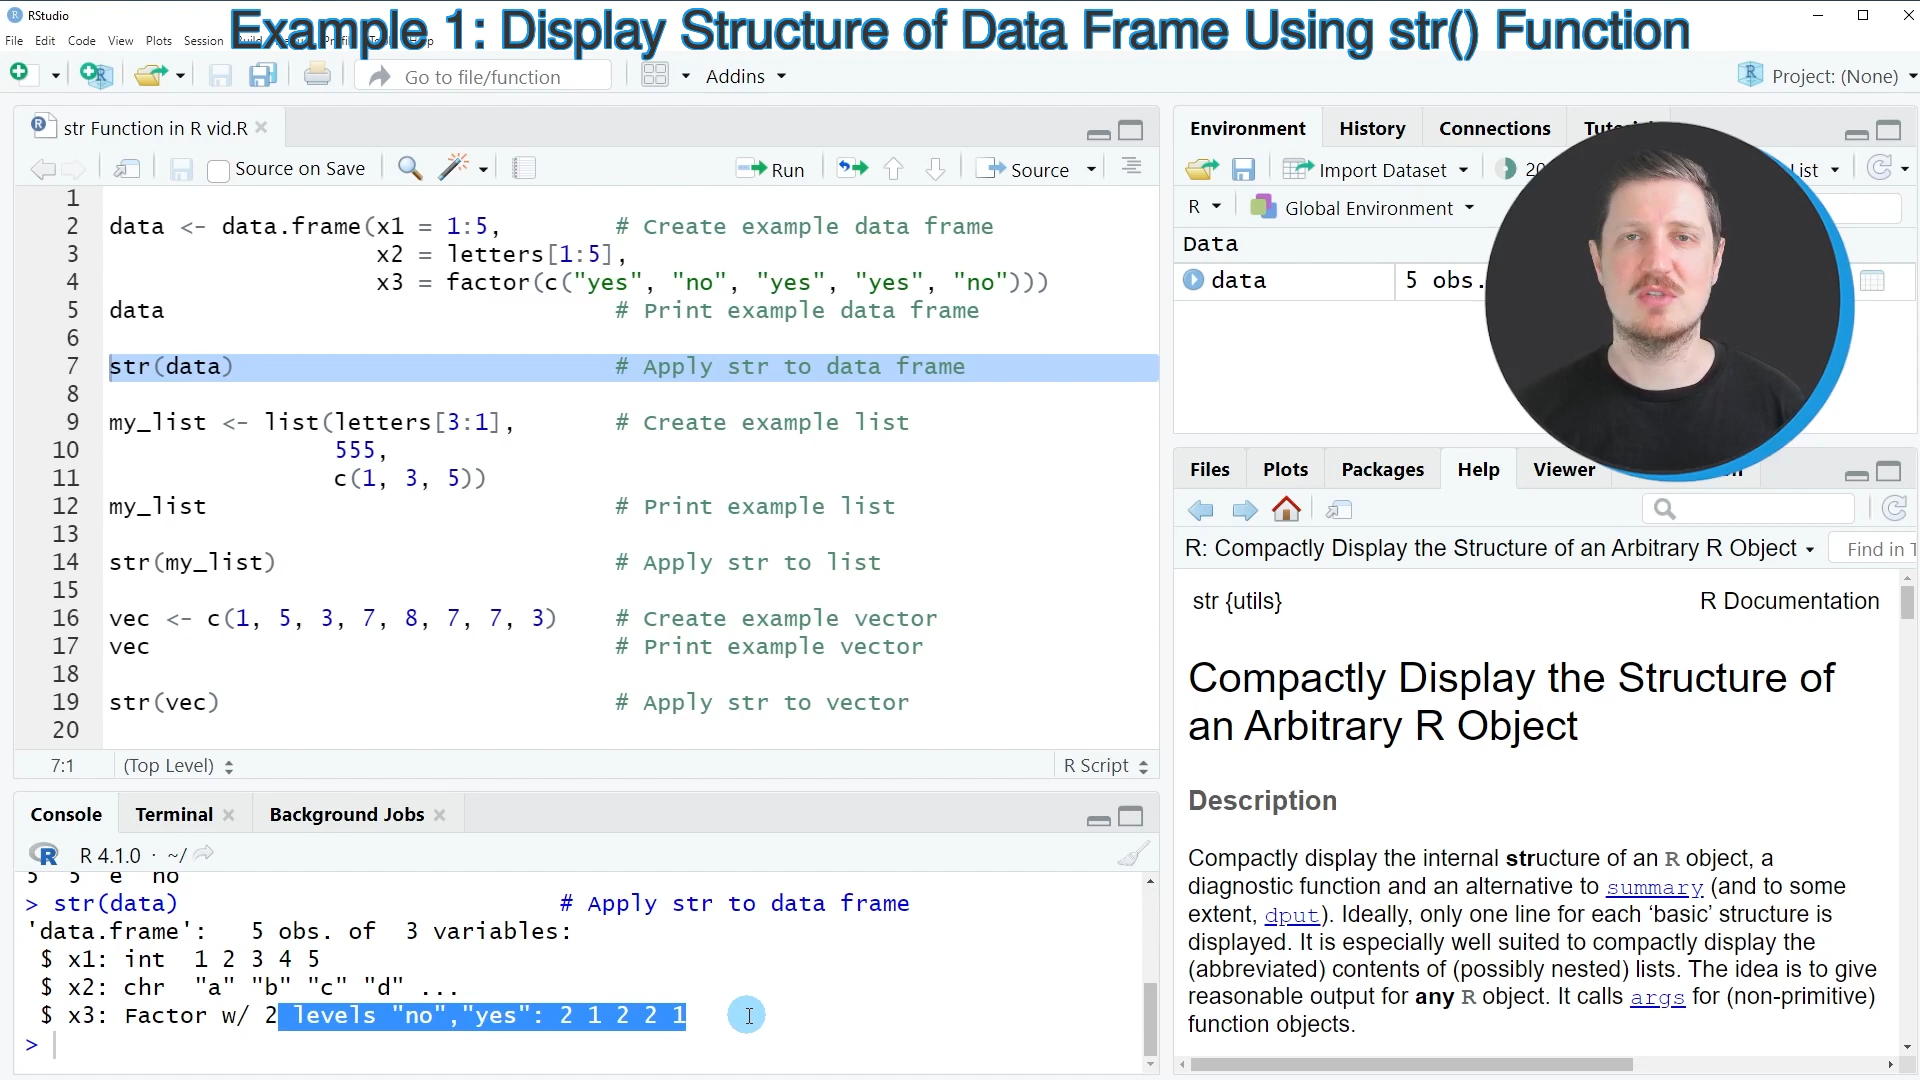 RStudio
Example 1: Display Structure of Data Frame Using str() Function
File Edit Code View Plots Session
Go to file/function
Addins
Project: (None)
str Function in R vid.R
Source on Save
Run
Source
1
2 data <- data.frame(x1 = 1:5, # Create example data frame
3 x2 = letters[1:5],
4 x3 = factor(c("yes", "no", "yes", "yes", "no")))
5 data # Print example data frame
6
7 str(data) # Apply str to data frame
8
9 my_list <- list(letters[3:1], # Create example list
10 555,
11 c(1, 3, 5))
12 my_list # Print example list
13
14 str(my_list) # Apply str to list
15
16 vec <- c(1, 5, 3, 7, 8, 7, 7, 3) # Create example vector
17 vec # Print example vector
18
19 str(vec) # Apply str to vector
20
7:1 (Top Level) R Script
Console Terminal Background Jobs
R 4.1.0 · ~/
5 5 e no
> str(data) # Apply str to data frame
'data.frame': 5 obs. of 3 variables:
$ x1: int 1 2 3 4 5
$ x2: chr "a" "b" "c" "d" ...
$ x3: Factor w/ 2 levels "no","yes": 2 1 2 2 1
>
Environment History Connections
Import Dataset
R Global Environment
Data
data 5 obs.
Files Plots Packages Help Viewer
R: Compactly Display the Structure of an Arbitrary R Object
Find in T
str {utils} R Documentation
Compactly Display the Structure of
an Arbitrary R Object
Description
Compactly display the internal structure of an R object, a
diagnostic function and an alternative to summary (and to some
extent, dput). Ideally, only one line for each ‘basic’ structure is
displayed. It is especially well suited to compactly display the
(abbreviated) contents of (possibly nested) lists. The idea is to give
reasonable output for any R object. It calls args for (non-primitive)
function objects.